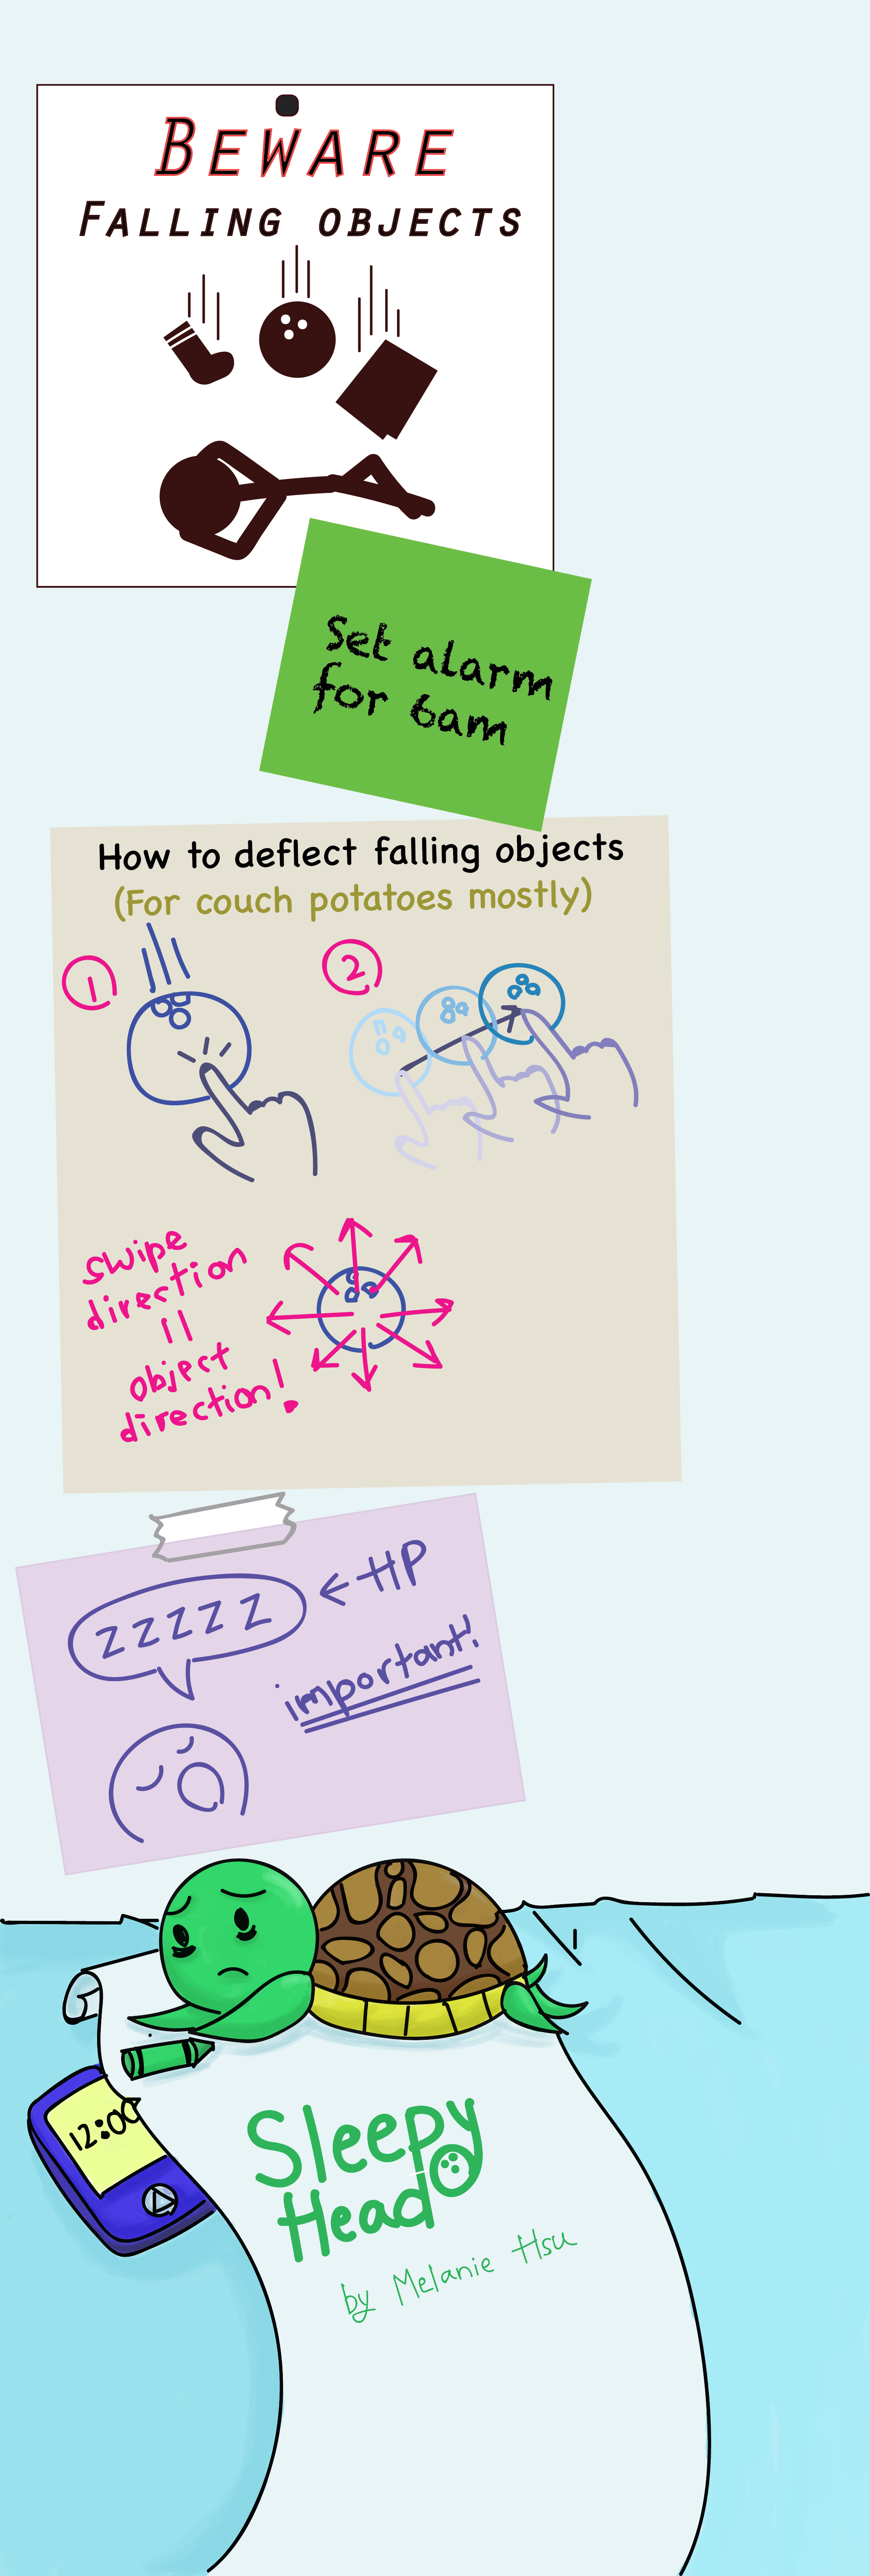 BEWARE
FALLING OBJECTS
Set alarm
for 6am
How to deflect falling objects
(For couch potatoes mostly)
1
2
swipe
direction
=
object
direction!
ZZZZZ
← HP
important!
12:00
Sleepy
Head
by Melanie Hsu